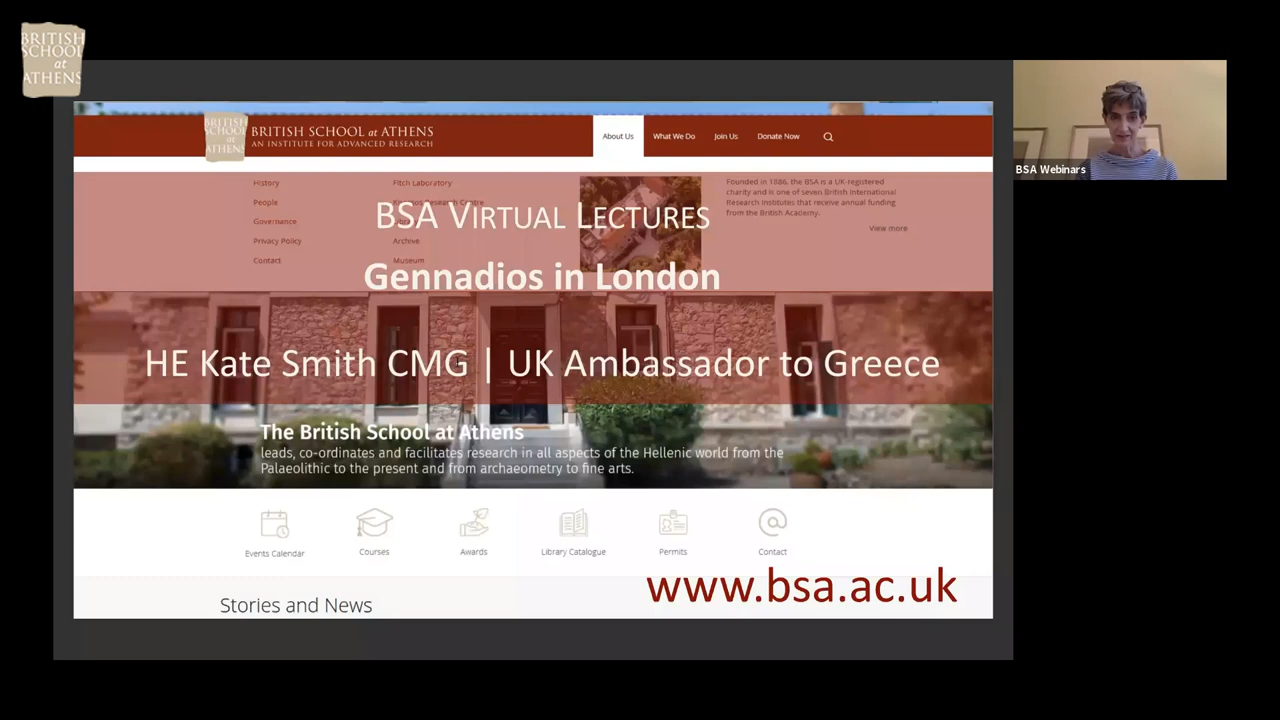 BRITISH
SCHOOL
at
ATHENS
BRITISH
SCHOOL
at
ATHENS
BRITISH SCHOOL at ATHENS
AN INSTITUTE FOR ADVANCED RESEARCH
About Us
What We Do
Join Us
Donate Now
History
People
Governance
Privacy Policy
Contact
Fitch Laboratory
Research Centre
Archive
Museum
Founded in 1886, the BSA is a UK-registered
charity and is one of seven British International
Research Institutes that receive annual funding
from the British Academy.
View more
BSA VIRTUAL LECTURES
Gennadios in London
HE Kate Smith CMG | UK Ambassador to Greece
The British School at Athens
leads, co-ordinates and facilitates research in all aspects of the Hellenic world from the
Palaeolithic to the present and from archaeometry to fine arts.
Events Calendar
Courses
Awards
Library Catalogue
Permits
Contact
Stories and News
www.bsa.ac.uk
BSA Webinars